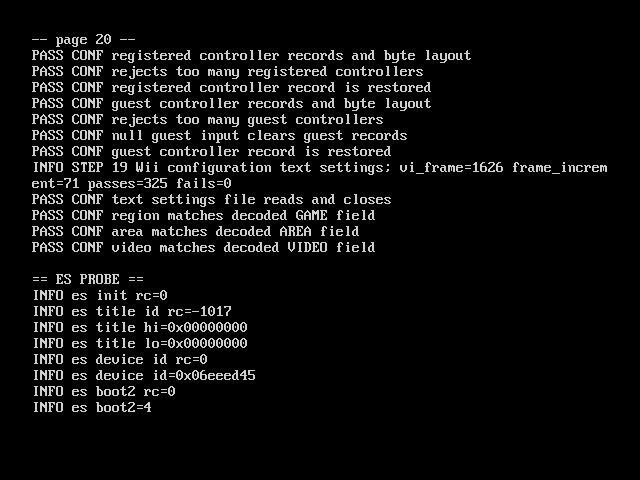 -- page 20 --
PASS CONF registered controller records and byte layout
PASS CONF rejects too many registered controllers
PASS CONF registered controller record is restored
PASS CONF guest controller records and byte layout
PASS CONF rejects too many guest controllers
PASS CONF null guest input clears guest records
PASS CONF guest controller record is restored
INFO STEP 19 Wii configuration text settings; vi_frame=1626 frame_increm
ent=71 passes=325 fails=0
PASS CONF text settings file reads and closes
PASS CONF region matches decoded GAME field
PASS CONF area matches decoded AREA field
PASS CONF video matches decoded VIDEO field
== ES PROBE ==
INFO es init rc=0
INFO es title id rc=-1017
INFO es title hi=0x00000000
INFO es title lo=0x00000000
INFO es device id rc=0
INFO es device id=0x06eeed45
INFO es boot2 rc=0
INFO es boot2=4